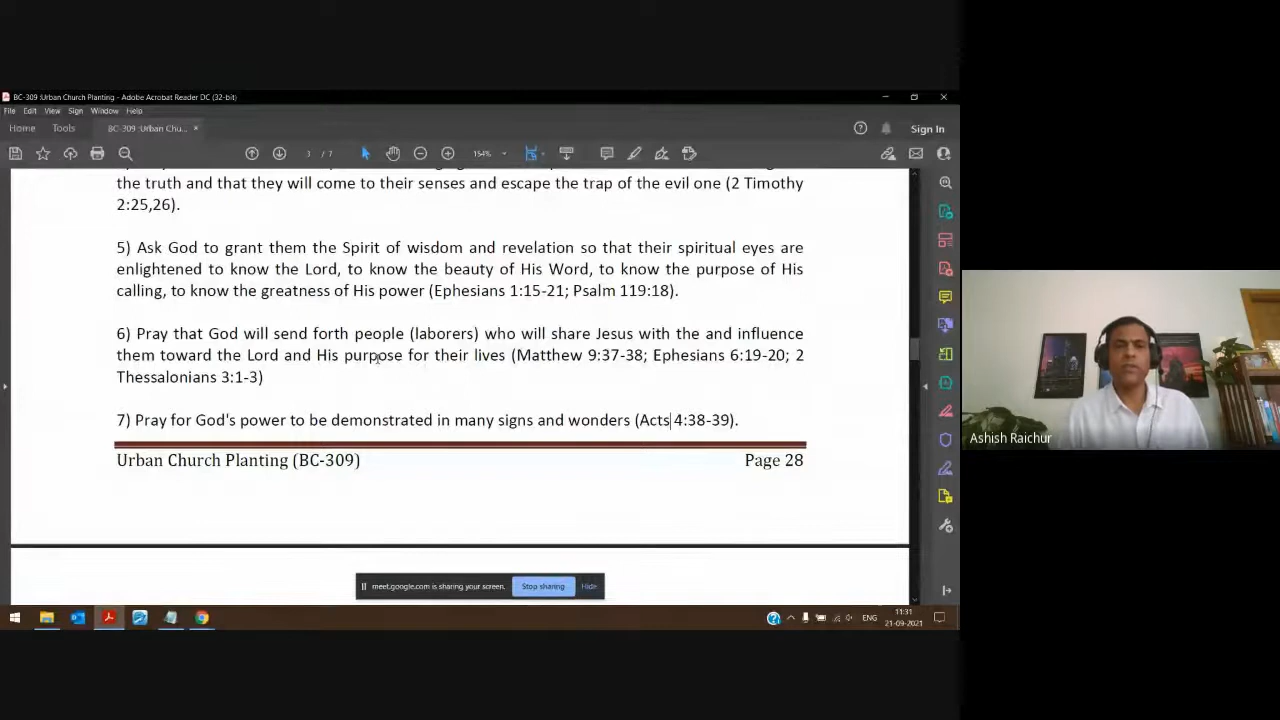 BC-309 :Urban Church Planting - Adobe Acrobat Reader DC (32-bit)
File Edit View Sign Window Help
Home Tools BC-309 :Urban Chu... × Sign In
3 / 7 154%
the truth and that they will come to their senses and escape the trap of the evil one (2 Timothy
2:25,26).
5) Ask God to grant them the Spirit of wisdom and revelation so that their spiritual eyes are
enlightened to know the Lord, to know the beauty of His Word, to know the purpose of His
calling, to know the greatness of His power (Ephesians 1:15-21; Psalm 119:18).
6) Pray that God will send forth people (laborers) who will share Jesus with the and influence
them toward the Lord and His purpose for their lives (Matthew 9:37-38; Ephesians 6:19-20; 2
Thessalonians 3:1-3)
7) Pray for God's power to be demonstrated in many signs and wonders (Acts 4:38-39).
Urban Church Planting (BC-309) Page 28
Ashish Raichur
meet.google.com is sharing your screen. Stop sharing Hide
ENG 11:31
21-09-2021